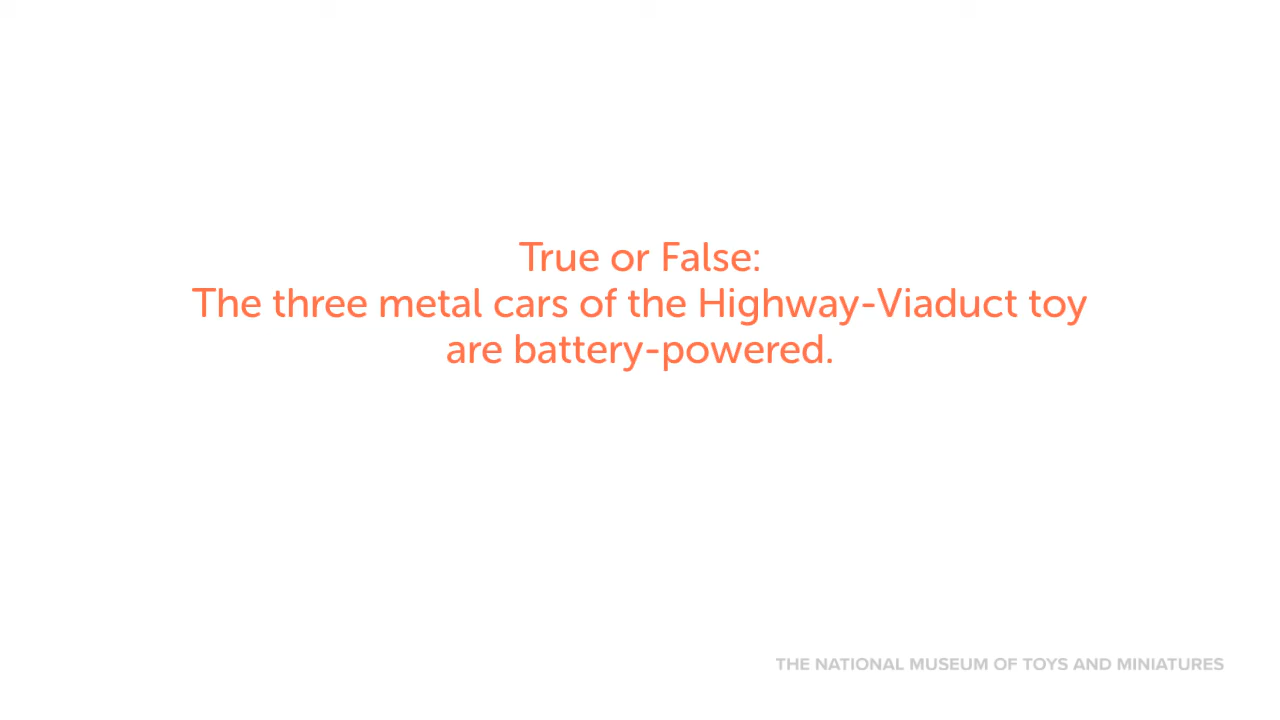 True or False:
The three metal cars of the Highway-Viaduct toy
are battery-powered.
THE NATIONAL MUSEUM OF TOYS AND MINIATURES